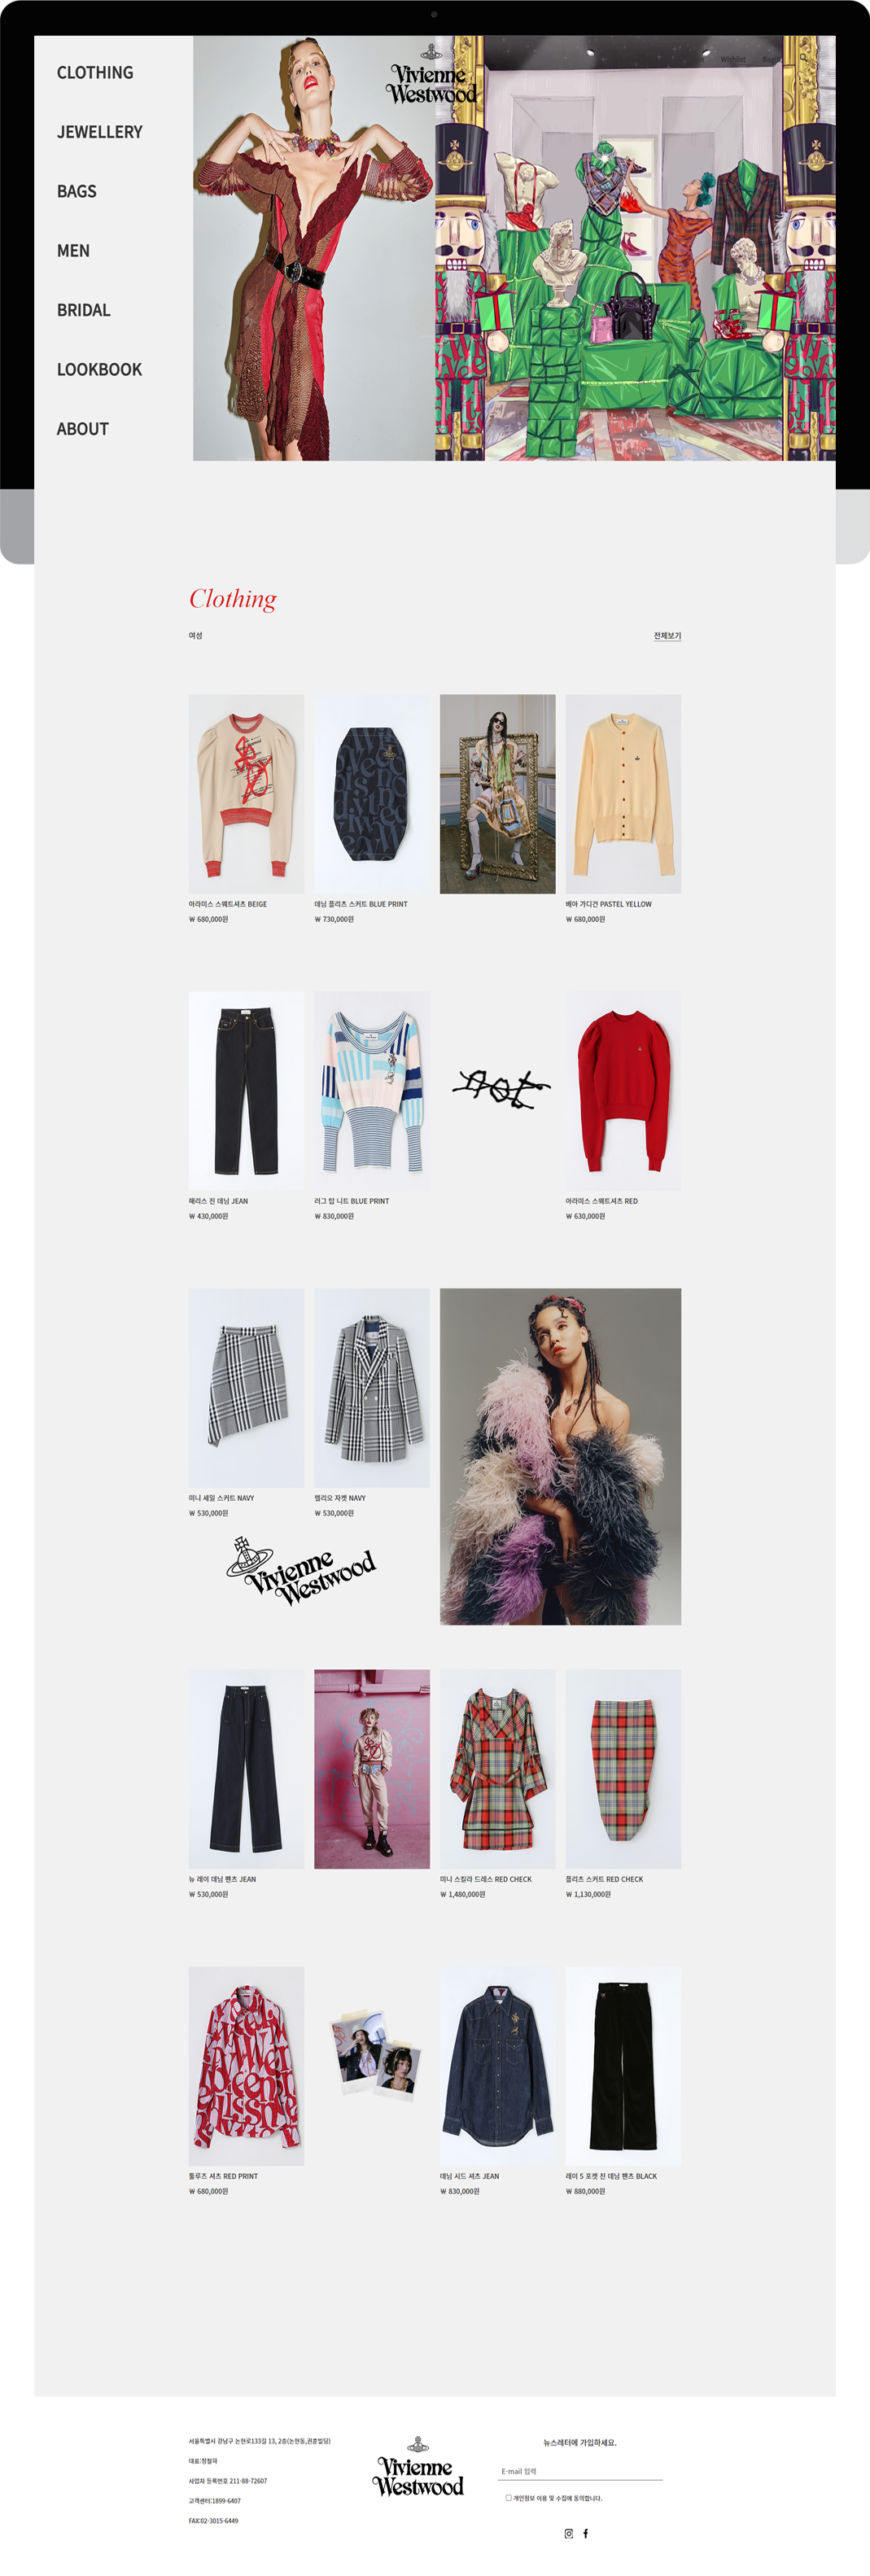 CLOTHING
JEWELLERY
BAGS
MEN
BRIDAL
LOOKBOOK
ABOUT
Vivienne
Westwood
Wishlist
Clothing
여성
전체보기
아라미스 스웨트셔츠 BEIGE
₩ 680,000원
데님 플리츠 스커트 BLUE PRINT
₩ 730,000원
베아 가디건 PASTEL YELLOW
₩ 680,000원
해리스 진 데님 JEAN
₩ 430,000원
러그 탑 니트 BLUE PRINT
₩ 830,000원
not
아라미스 스웨트셔츠 RED
₩ 630,000원
미니 세일 스커트 NAVY
₩ 530,000원
멜리오 자켓 NAVY
₩ 530,000원
Vivienne
Westwood
뉴 레이 데님 팬츠 JEAN
₩ 530,000원
미니 스킬라 드레스 RED CHECK
₩ 1,480,000원
플리츠 스커트 RED CHECK
₩ 1,130,000원
툴루즈 셔츠 RED PRINT
₩ 680,000원
데님 시드 셔츠 JEAN
₩ 830,000원
레이 5 포켓 진 데님 팬츠 BLACK
₩ 880,000원
서울특별시 강남구 논현로133길 13, 2층(논현동,권훈빌딩)
대표:정철하
사업자 등록번호 211-88-72607
고객센터:1899-6407
FAX:02-3015-6449
Vivienne
Westwood
뉴스레터에 가입하세요.
E-mail 입력
개인정보 이용 및 수집에 동의합니다.